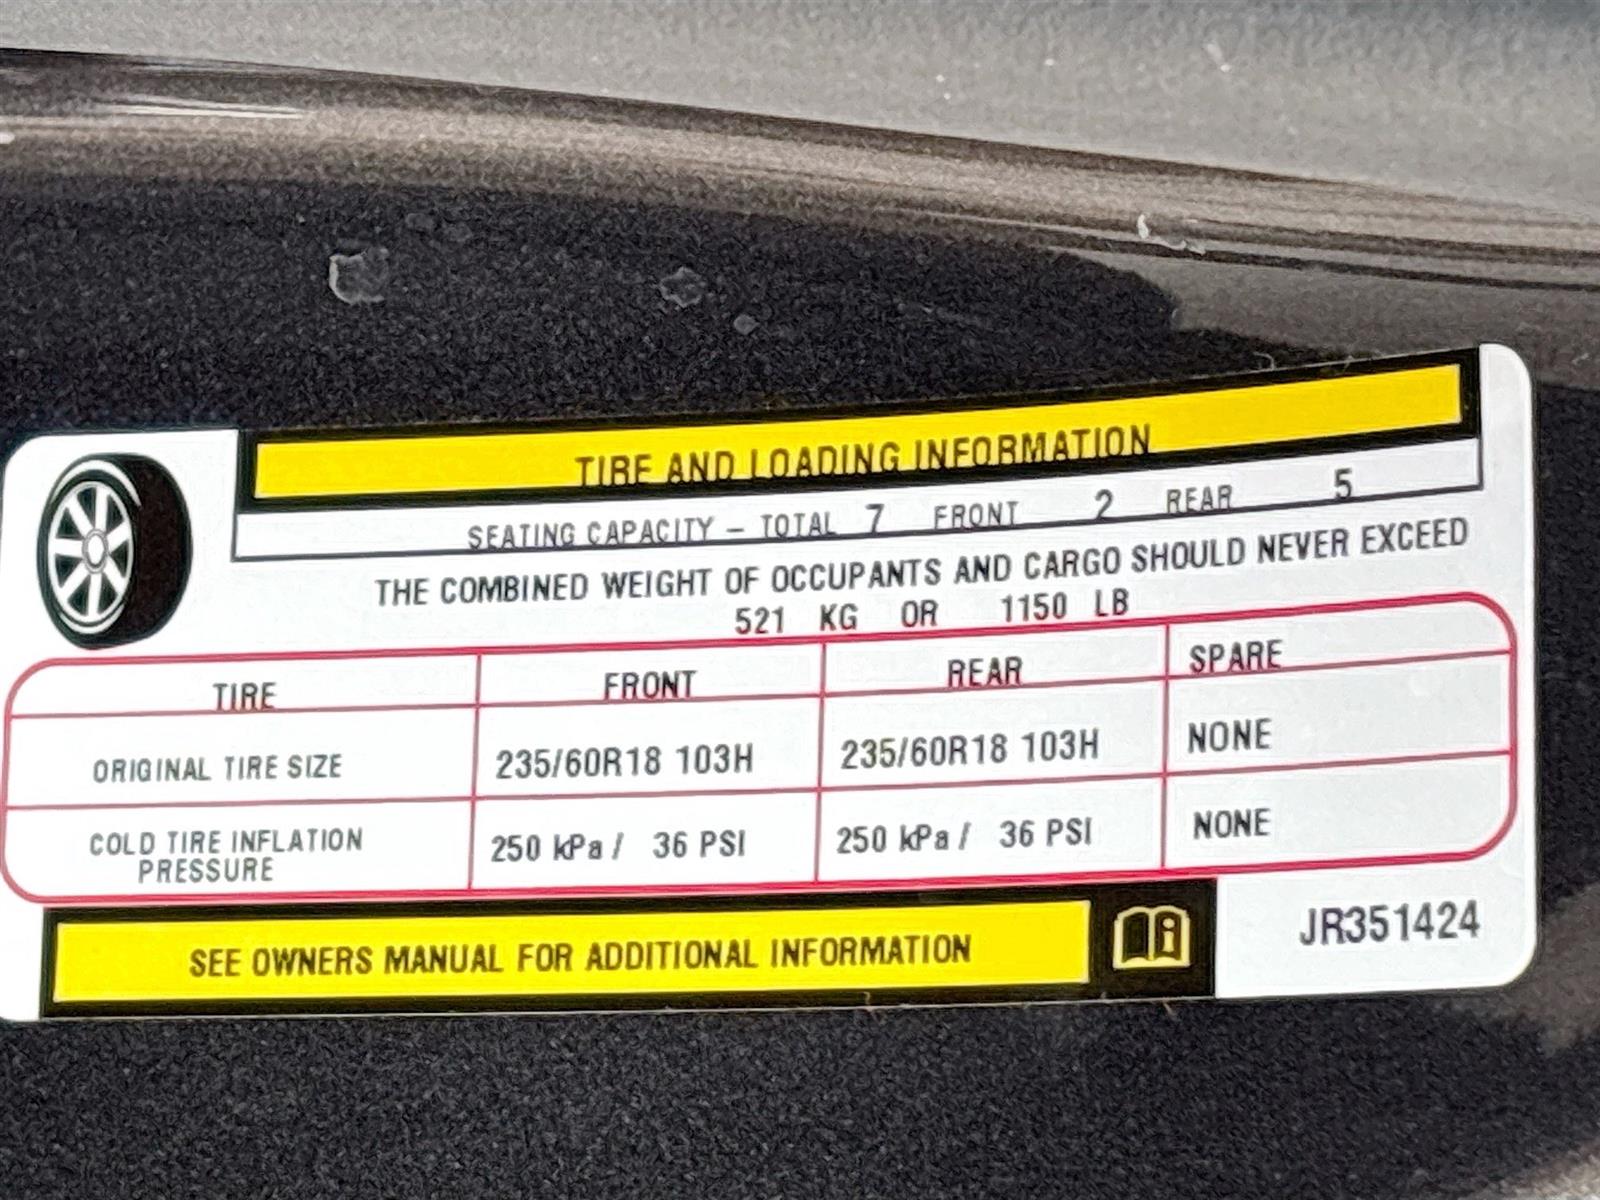 TIRE AND LOADING INFORMATION
SEATING CAPACITY – TOTAL 7 FRONT 2 REAR 5
THE COMBINED WEIGHT OF OCCUPANTS AND CARGO SHOULD NEVER EXCEED
521 KG OR 1150 LB
TIRE FRONT REAR SPARE
ORIGINAL TIRE SIZE 235/60R18 103H 235/60R18 103H NONE
COLD TIRE INFLATION
PRESSURE 250 kPa / 36 PSI 250 kPa / 36 PSI NONE
SEE OWNERS MANUAL FOR ADDITIONAL INFORMATION
JR351424